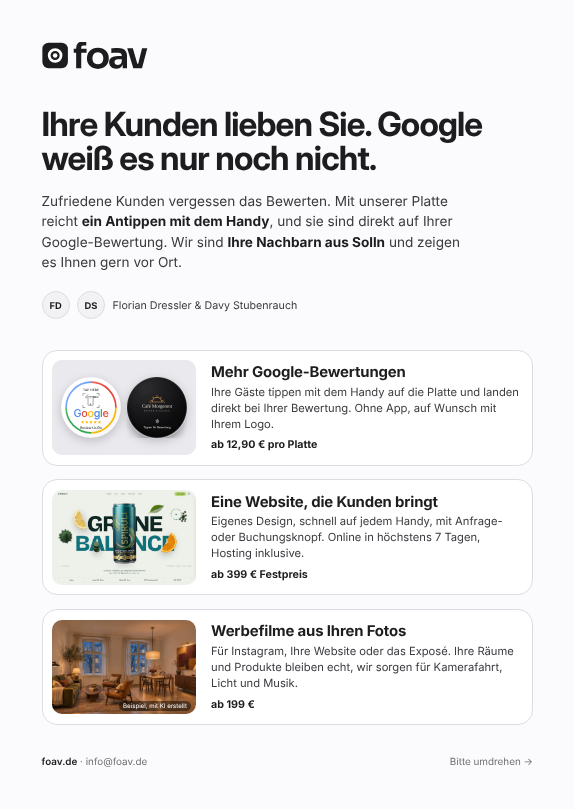 foav
Ihre Kunden lieben Sie. Google
weiß es nur noch nicht.
Zufriedene Kunden vergessen das Bewerten. Mit unserer Platte
reicht ein Antippen mit dem Handy, und sie sind direkt auf Ihrer
Google-Bewertung. Wir sind Ihre Nachbarn aus Solln und zeigen
es Ihnen gern vor Ort.
FD DS Florian Dressler & Davy Stubenrauch
TAP HERE
Google
Café Morgenrot
Mehr Google-Bewertungen
Ihre Gäste tippen mit dem Handy auf die Platte und landen
direkt bei Ihrer Bewertung. Ohne App, auf Wunsch mit
Ihrem Logo.
ab 12,90 € pro Platte
GRÜNE
BALANCE
Eine Website, die Kunden bringt
Eigenes Design, schnell auf jedem Handy, mit Anfrage-
oder Buchungsknopf. Online in höchstens 7 Tagen,
Hosting inklusive.
ab 399 € Festpreis
Beispiel, mit KI erstellt
Werbefilme aus Ihren Fotos
Für Instagram, Ihre Website oder das Exposé. Ihre Räume
und Produkte bleiben echt, wir sorgen für Kamerafahrt,
Licht und Musik.
ab 199 €
foav.de · info@foav.de
Bitte umdrehen →